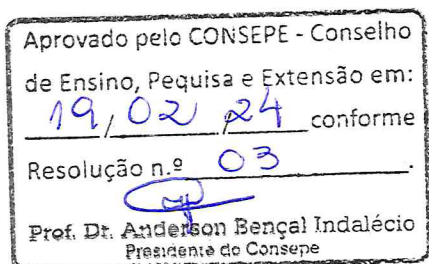 Aprovado pelo CONSEPE - Conselho
de Ensino, Pequisa e Extensão em:
19, 02, 24 conforme
Resolução n.º 03.
Prof. Dr. Anderson Bençal Indalécio
Presidente do Consepe